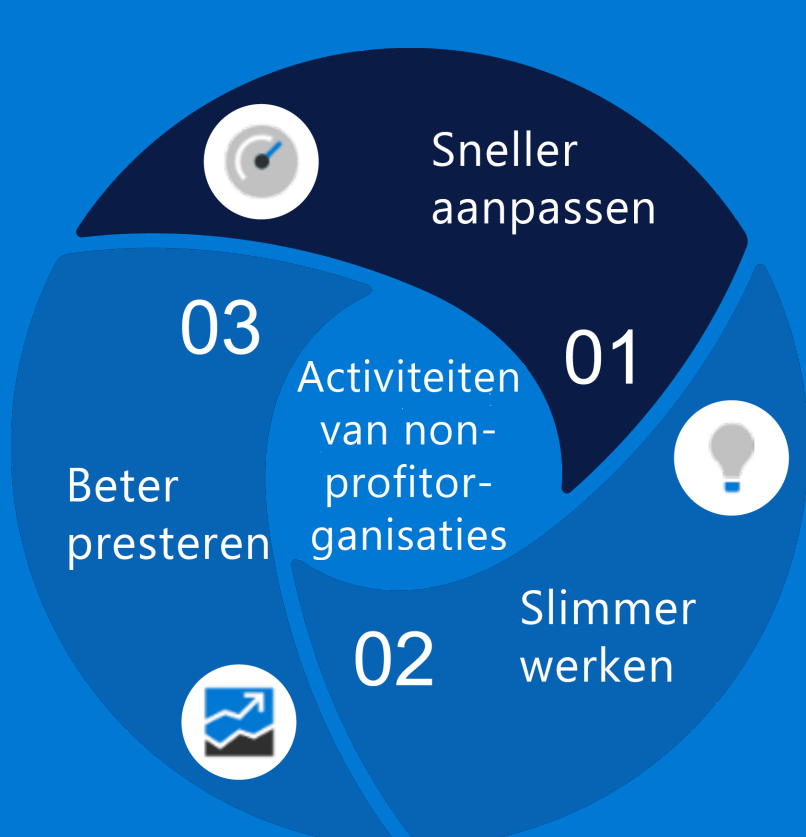 Sneller
aanpassen
01
03
Activiteiten
van non-
profitor-
ganisaties
Beter
presteren
Slimmer
werken
02